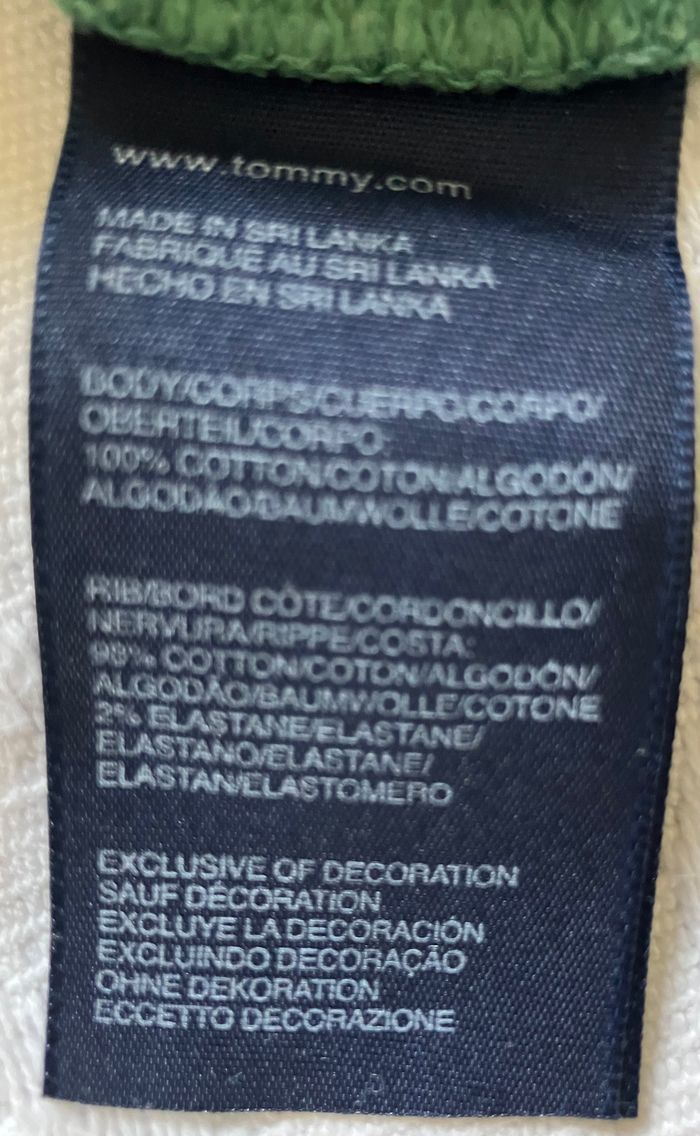 www.tommy.com
MADE IN SRI LANKA
FABRIQUE AU SRI LANKA
HECHO EN SRI LANKA
BODY/CORPS/CUERPO/CORPO/
OBERTEIL/CORPO:
100% COTTON/COTON/ALGODÓN/
ALGODÃO/BAUMWOLLE/COTONE
RIB/BORD CÔTE/CORDONCILLO/
NERVURA/RIPPE/COSTA:
98% COTTON/COTON/ALGODÓN/
ALGODÃO/BAUMWOLLE/COTONE
2% ELASTANE/ELASTANE/
ELASTANO/ELASTANE/
ELASTAN/ELASTOMERO
EXCLUSIVE OF DECORATION
SAUF DÉCORATION
EXCLUYE LA DECORACIÓN
EXCLUINDO DECORAÇÃO
OHNE DEKORATION
ECCETTO DECORAZIONE